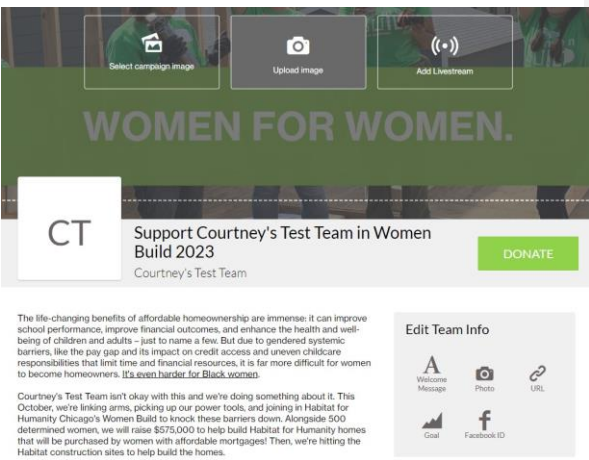 Select campaign image
Upload image
Add Livestream
WOMEN FOR WOMEN.
CT
Support Courtney's Test Team in Women
Build 2023
Courtney's Test Team
DONATE
The life-changing benefits of affordable homeownership are immense: it can improve
school performance, improve financial outcomes, and enhance the health and well-
being of children and adults – just to name a few. But due to gendered systemic
barriers, like the pay gap and its impact on credit access and uneven childcare
responsibilities that limit time and financial resources, it is far more difficult for women
to become homeowners. It's even harder for Black women.
Courtney's Test Team isn't okay with this and we're doing something about it. This
October, we're linking arms, picking up our power tools, and joining in Habitat for
Humanity Chicago's Women Build to knock these barriers down. Alongside 500
determined women, we will raise $575,000 to help build Habitat for Humanity homes
that will be purchased by women with affordable mortgages! Then, we're hitting the
Habitat construction sites to help build the homes.
Edit Team Info
A
Welcome
Message
Photo
URL
Goal
f
Facebook ID